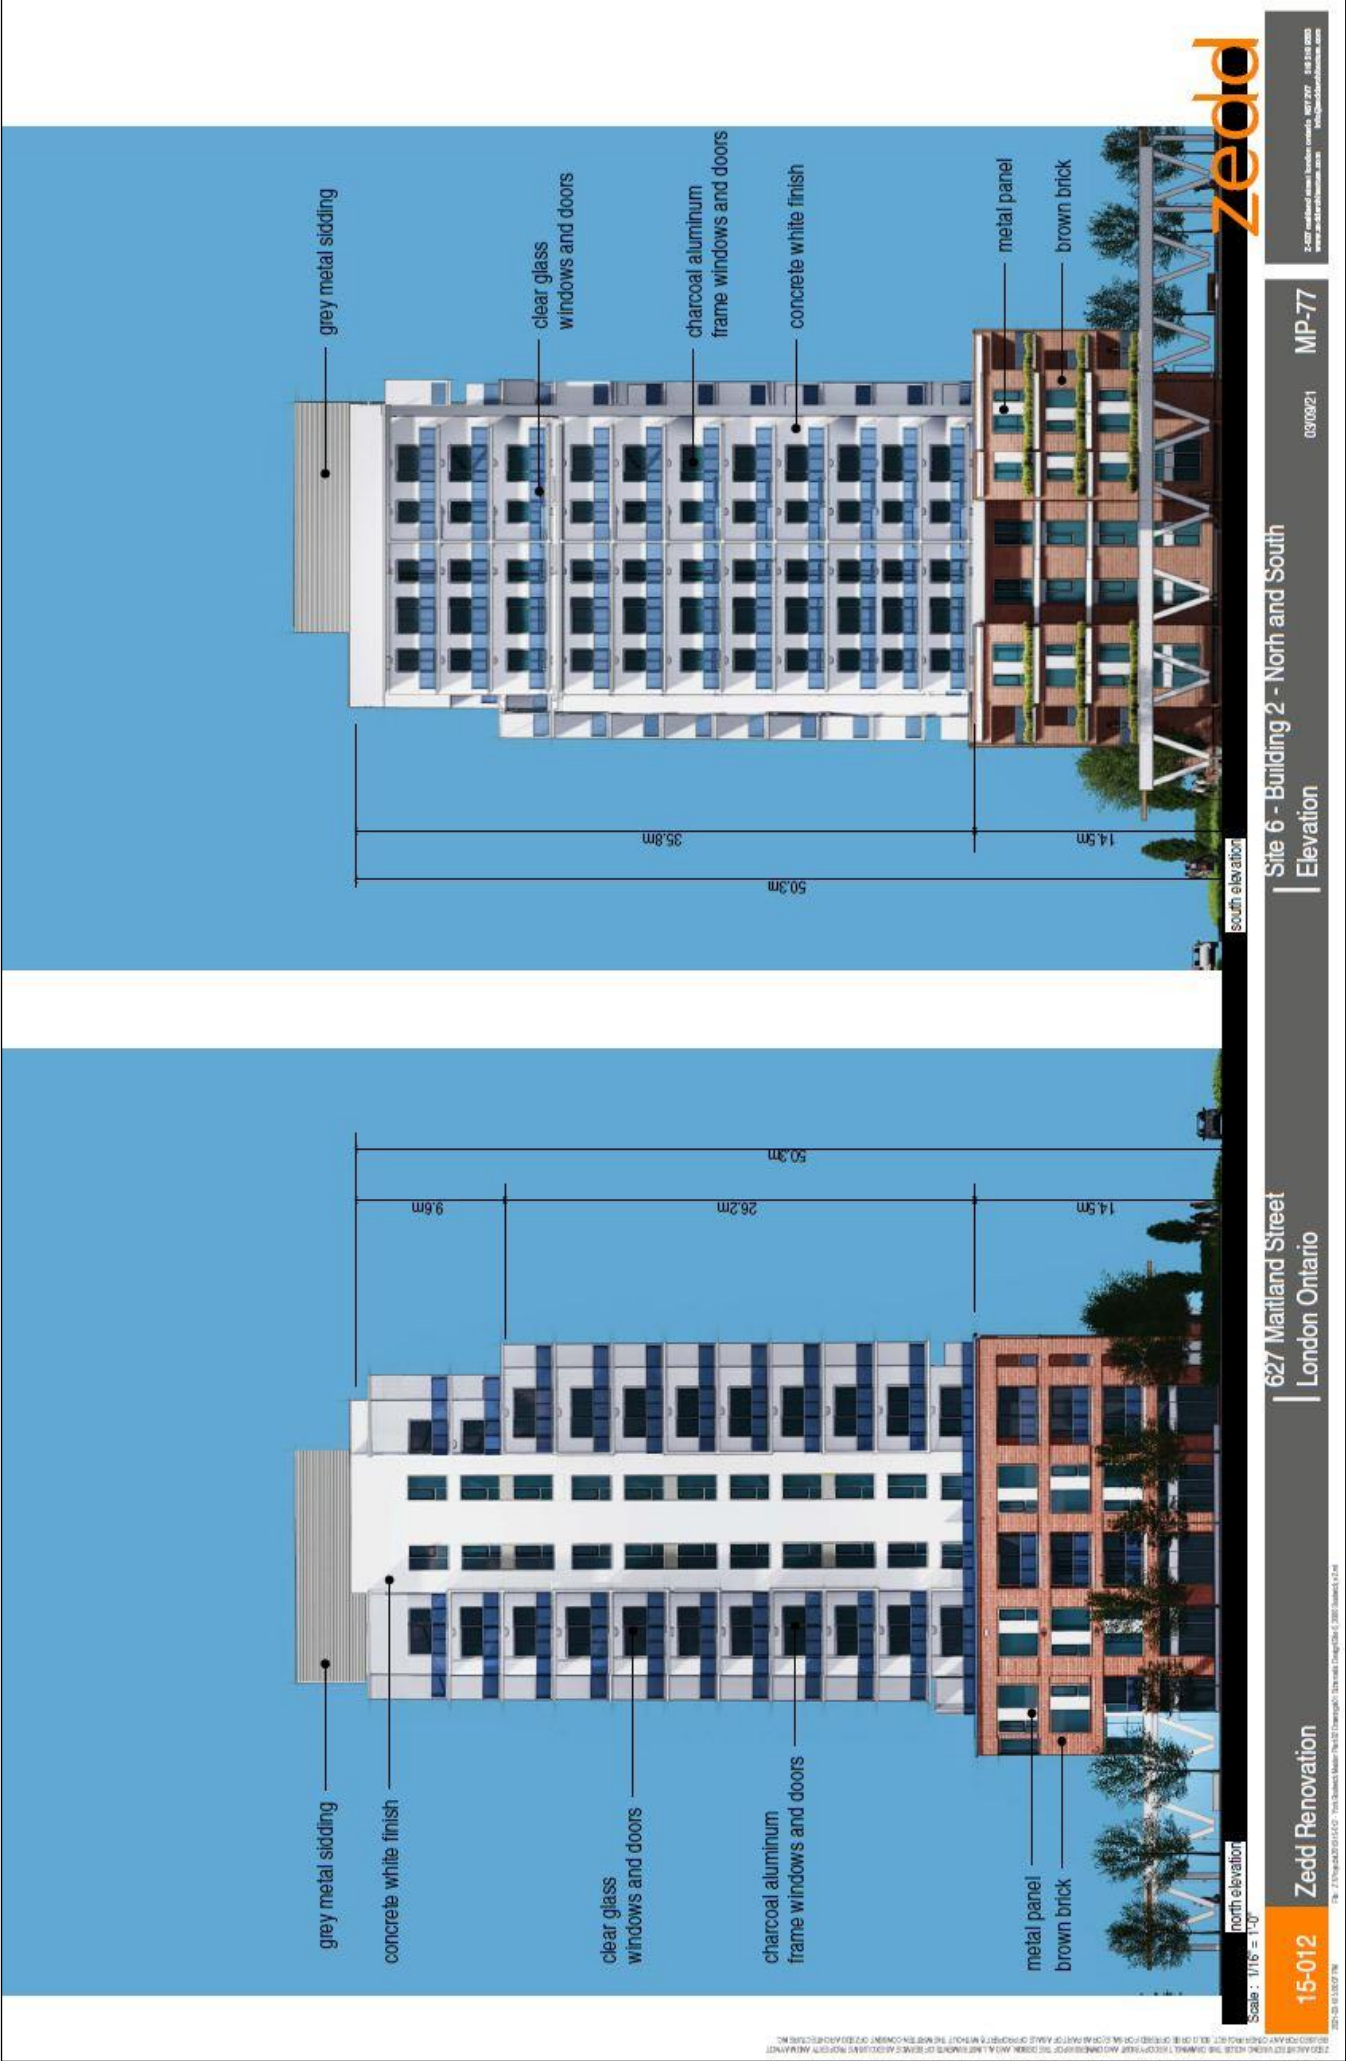 grey metal sidding
concrete white finish
clear glass
windows and doors
charcoal aluminum
frame windows and doors
metal panel
brown brick
9.6m
26.2m
14.5m
50.3m
north elevation
Scale : 1/16" = 1'-0"
grey metal sidding
clear glass
windows and doors
charcoal aluminum
frame windows and doors
concrete white finish
metal panel
brown brick
35.8m
14.5m
50.3m
south elevation
zedd
15-012
Zedd Renovation
627 Maitland Street
London Ontario
Site 6 - Building 2 - Norh and South
Elevation
03/09/21
MP-77